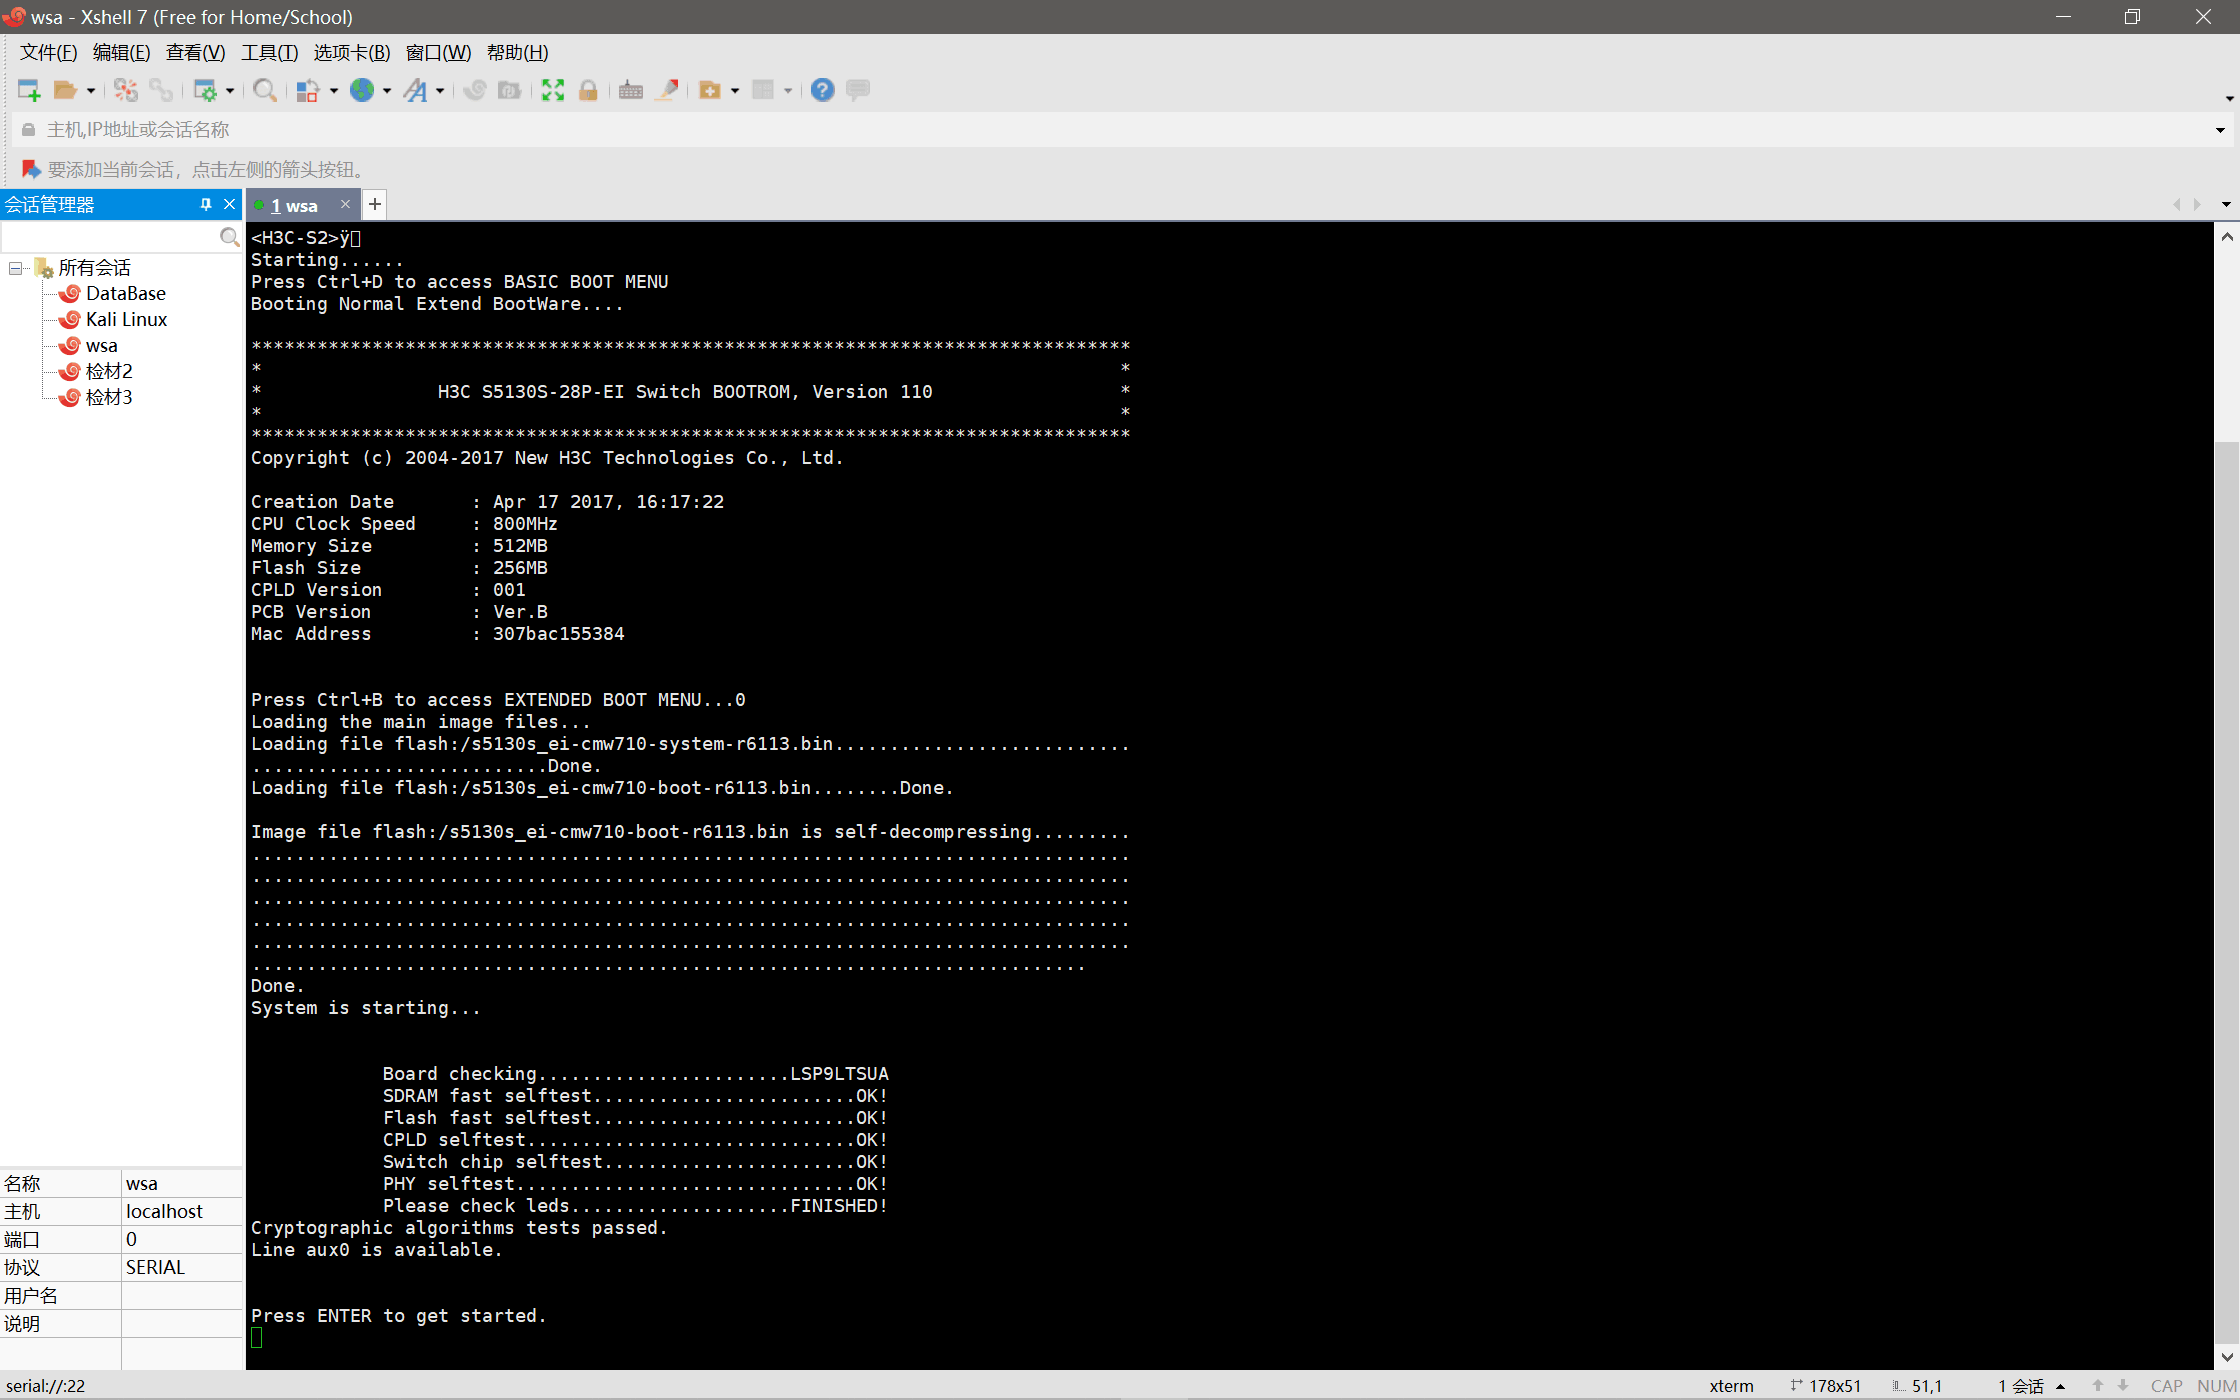 wsa - Xshell 7 (Free for Home/School)
文件(F) 编辑(E) 查看(V) 工具(T) 选项卡(B) 窗口(W) 帮助(H)
主机,IP地址或会话名称
要添加当前会话，点击左侧的箭头按钮。
会话管理器
1 wsa
所有会话
DataBase
Kali Linux
wsa
检材2
检材3
<H3C-S2>ÿ
Starting......
Press Ctrl+D to access BASIC BOOT MENU
Booting Normal Extend BootWare....
********************************************************************************
*                                                                              *
*                H3C S5130S-28P-EI Switch BOOTROM, Version 110                 *
*                                                                              *
********************************************************************************
Copyright (c) 2004-2017 New H3C Technologies Co., Ltd.
Creation Date       : Apr 17 2017, 16:17:22
CPU Clock Speed     : 800MHz
Memory Size         : 512MB
Flash Size          : 256MB
CPLD Version        : 001
PCB Version         : Ver.B
Mac Address         : 307bac155384
Press Ctrl+B to access EXTENDED BOOT MENU...0
Loading the main image files...
Loading file flash:/s5130s_ei-cmw710-system-r6113.bin...........................
...........................Done.
Loading file flash:/s5130s_ei-cmw710-boot-r6113.bin........Done.
Image file flash:/s5130s_ei-cmw710-boot-r6113.bin is self-decompressing.........
................................................................................
................................................................................
................................................................................
................................................................................
................................................................................
............................................................................
Done.
System is starting...
Board checking.......................LSP9LTSUA
SDRAM fast selftest........................OK!
Flash fast selftest........................OK!
CPLD selftest..............................OK!
Switch chip selftest.......................OK!
PHY selftest...............................OK!
Please check leds....................FINISHED!
Cryptographic algorithms tests passed.
Line aux0 is available.
Press ENTER to get started.
名称 wsa
主机 localhost
端口 0
协议 SERIAL
用户名
说明
serial://:22
xterm 178x51 51,1 1 会话 CAP NUM